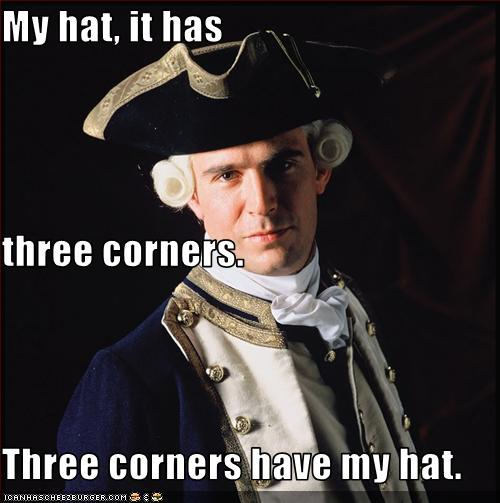 My hat, it has
three corners.
Three corners have my hat.
ICANHASCHEEZBURGER.COM